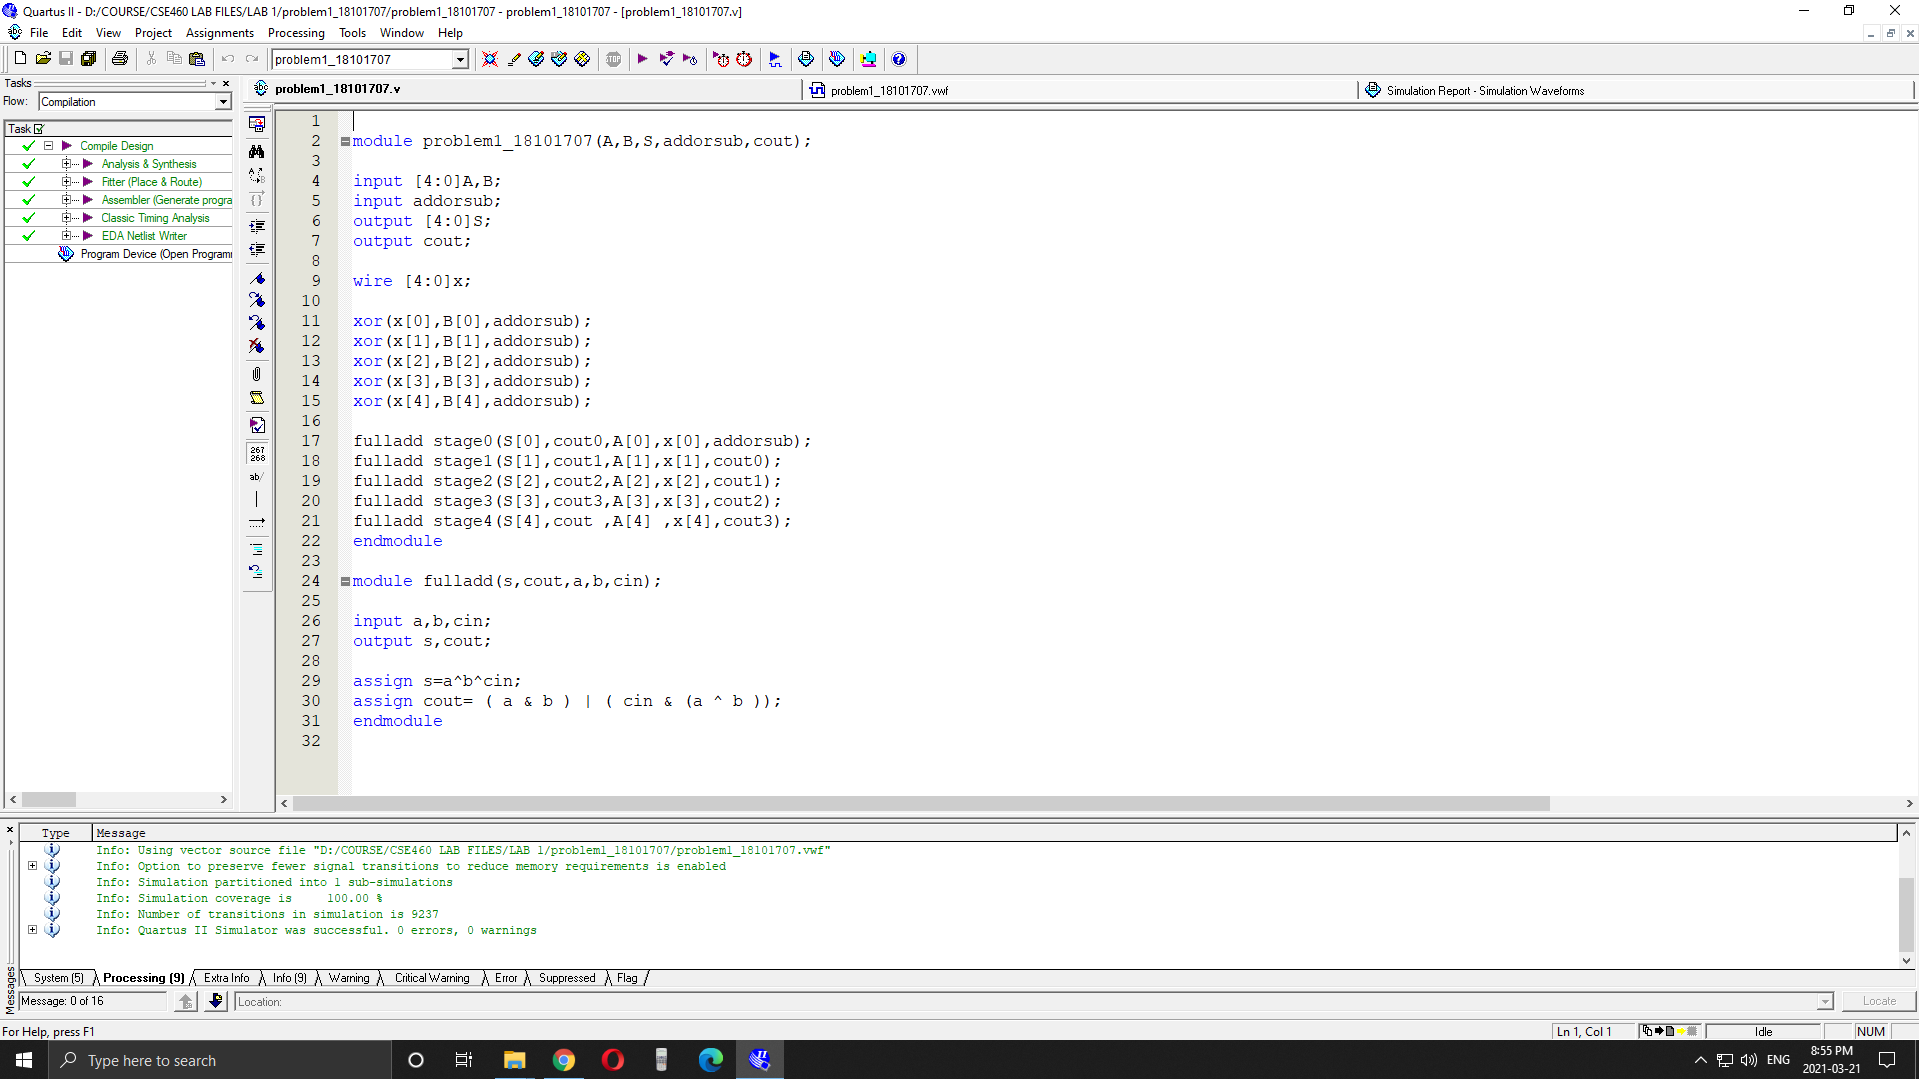 Quartus II - D:/COURSE/CSE460 LAB FILES/LAB 1/problem1_18101707/problem1_18101707 - problem1_18101707 - [problem1_18101707.v]
File Edit View Project Assignments Processing Tools Window Help
problem1_18101707
Tasks
Flow: Compilation
Task
Compile Design
Analysis & Synthesis
Fitter (Place & Route)
Assembler (Generate progra
Classic Timing Analysis
EDA Netlist Writer
Program Device (Open Program
problem1_18101707.v
problem1_18101707.vwf
Simulation Report - Simulation Waveforms
267
268
ab/
1
2 module problem1_18101707(A,B,S,addorsub,cout);
3
4 input [4:0]A,B;
5 input addorsub;
6 output [4:0]S;
7 output cout;
8
9 wire [4:0]x;
10
11 xor(x[0],B[0],addorsub);
12 xor(x[1],B[1],addorsub);
13 xor(x[2],B[2],addorsub);
14 xor(x[3],B[3],addorsub);
15 xor(x[4],B[4],addorsub);
16
17 fulladd stage0(S[0],cout0,A[0],x[0],addorsub);
18 fulladd stage1(S[1],cout1,A[1],x[1],cout0);
19 fulladd stage2(S[2],cout2,A[2],x[2],cout1);
20 fulladd stage3(S[3],cout3,A[3],x[3],cout2);
21 fulladd stage4(S[4],cout ,A[4] ,x[4],cout3);
22 endmodule
23
24 module fulladd(s,cout,a,b,cin);
25
26 input a,b,cin;
27 output s,cout;
28
29 assign s=a^b^cin;
30 assign cout= ( a & b ) | ( cin & (a ^ b ));
31 endmodule
32
Type Message
Info: Using vector source file "D:/COURSE/CSE460 LAB FILES/LAB 1/problem1_18101707/problem1_18101707.vwf"
Info: Option to preserve fewer signal transitions to reduce memory requirements is enabled
Info: Simulation partitioned into 1 sub-simulations
Info: Simulation coverage is 100.00 %
Info: Number of transitions in simulation is 9237
Info: Quartus II Simulator was successful. 0 errors, 0 warnings
System (5) Processing (9) Extra Info Info (9) Warning Critical Warning Error Suppressed Flag
Messages
Message: 0 of 16
Location:
Locate
For Help, press F1
Ln 1, Col 1
Idle
NUM
Type here to search
ENG
8:55 PM
2021-03-21